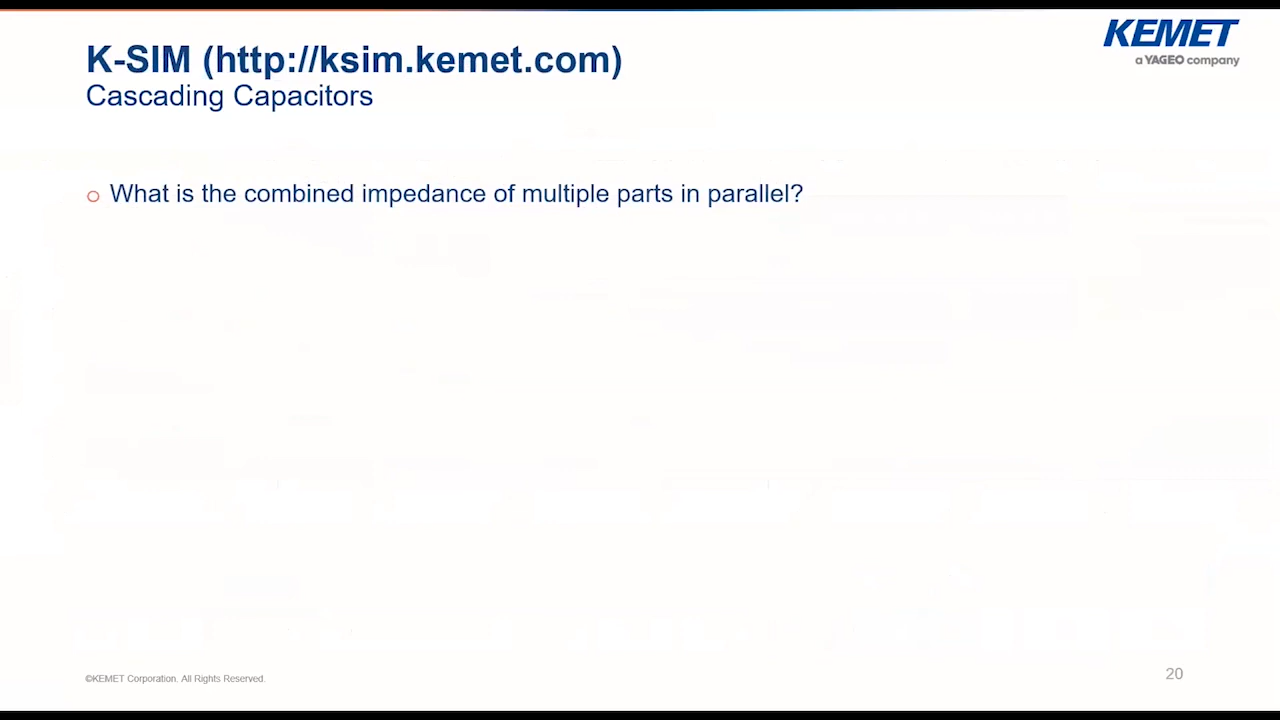 K-SIM (http://ksim.kemet.com)
Cascading Capacitors
KEMET
a YAGEO company
o What is the combined impedance of multiple parts in parallel?
©KEMET Corporation. All Rights Reserved.
20